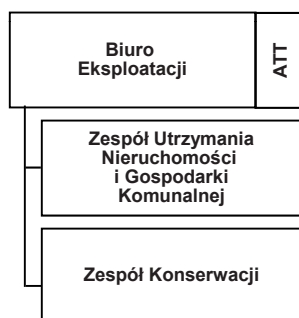 Biuro
Eksploatacji
ATT
Zespół Utrzymania
Nieruchomości
i Gospodarki
Komunalnej
Zespół Konserwacji